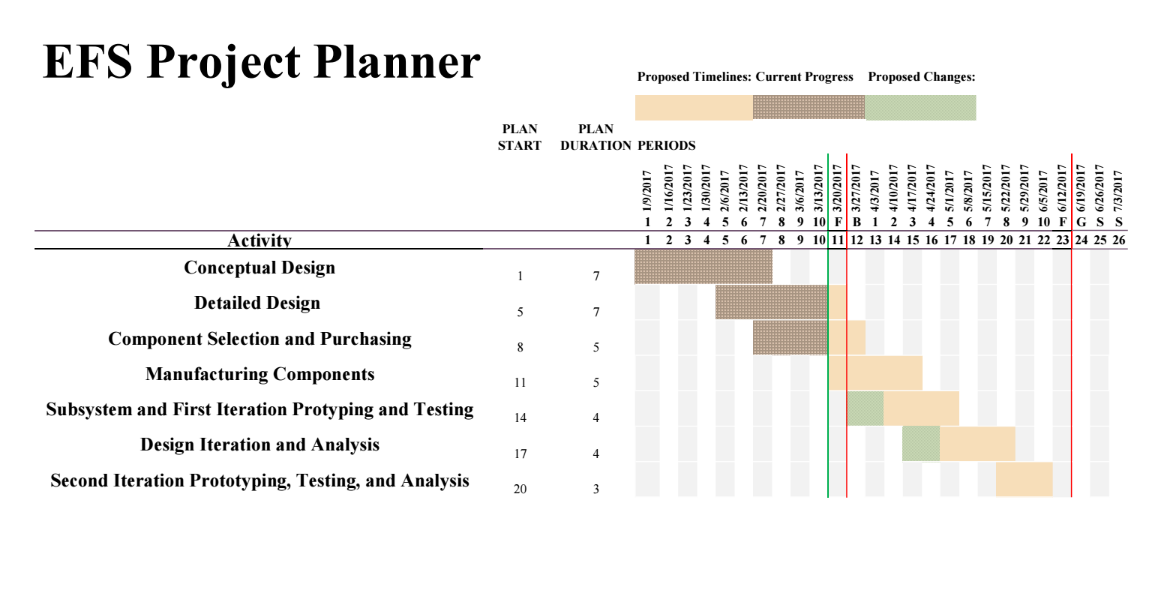 EFS Project Planner
Proposed Timelines: Current Progress Proposed Changes:
PLAN PLAN
START DURATION PERIODS
1/9/2017 1/16/2017 1/23/2017 1/30/2017 2/6/2017 2/13/2017 2/20/2017 2/27/2017 3/6/2017 3/13/2017 3/20/2017 3/27/2017 4/3/2017 4/10/2017 4/17/2017 4/24/2017 5/1/2017 5/8/2017 5/15/2017 5/22/2017 5/29/2017 6/5/2017 6/12/2017 6/19/2017 6/26/2017 7/3/2017
1 2 3 4 5 6 7 8 9 10 F B 1 2 3 4 5 6 7 8 9 10 F G S S
Activity 1 2 3 4 5 6 7 8 9 10 11 12 13 14 15 16 17 18 19 20 21 22 23 24 25 26
Conceptual Design 1 7
Detailed Design 5 7
Component Selection and Purchasing 8 5
Manufacturing Components 11 5
Subsystem and First Iteration Protyping and Testing 14 4
Design Iteration and Analysis 17 4
Second Iteration Prototyping, Testing, and Analysis 20 3